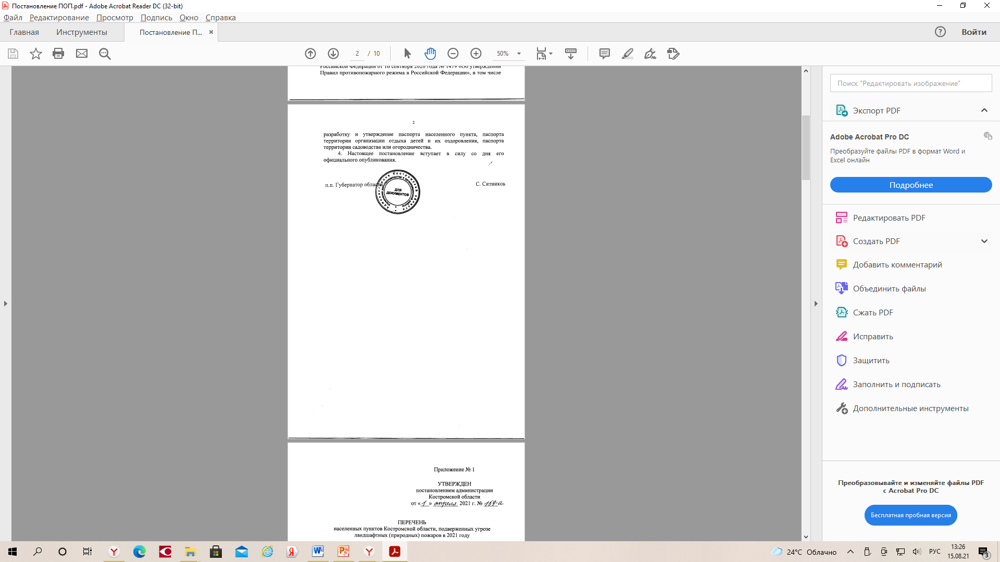 Постановление ПОП.pdf - Adobe Acrobat Reader DC (32-bit)
Файл Редактирование Просмотр Подпись Окно Справка
Главная Инструменты Постановление П... Войти
2 / 10 50%
Российской Федерации от 16 сентября 2020 года № 1479 «Об утверждении
Правил противопожарного режима в Российской Федерации», в том числе
2
разработку и утверждение паспорта населенного пункта, паспорта
территории организации отдыха детей и их оздоровления, паспорта
территории садоводства или огородничества.
4. Настоящее постановление вступает в силу со дня его
официального опубликования.
п.п. Губернатор области С. Ситников
Администрация Костромской области
ДЛЯ
ДОКУМЕНТОВ
Приложение № 1
УТВЕРЖДЕН
постановлением администрации
Костромской области
от «1» апреля 2021 г. № 159-а
ПЕРЕЧЕНЬ
населенных пунктов Костромской области, подверженных угрозе
ландшафтных (природных) пожаров в 2021 году
Поиск "Редактировать изображение"
Экспорт PDF
Adobe Acrobat Pro DC
Преобразуйте файлы PDF в формат Word и
Excel онлайн
Подробнее
Редактировать PDF
Создать PDF
Добавить комментарий
Объединить файлы
Сжать PDF
Исправить
Защитить
Заполнить и подписать
Дополнительные инструменты
Преобразовывайте и изменяйте файлы PDF
с Acrobat Pro DC
Бесплатная пробная версия
24°C Облачно РУС
13:26
15.08.21
3